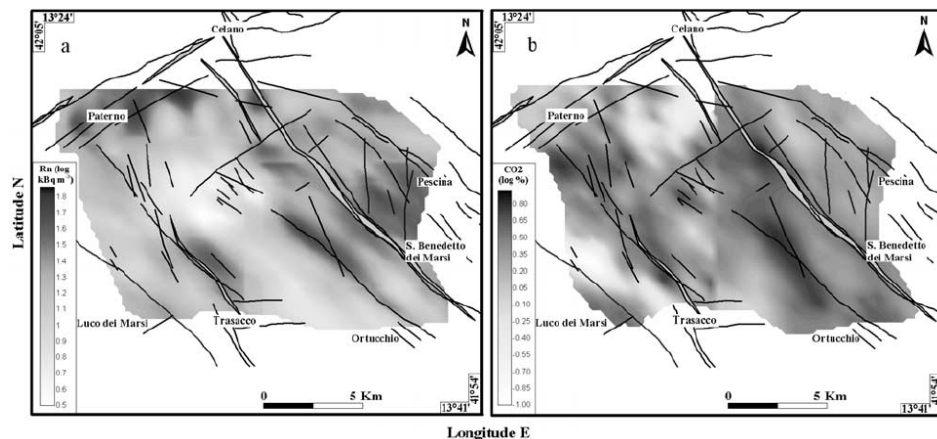 13°24'
42°05'
a
Celano
N
Paterno
Rn (log
kBq m⁻³)
1.8
1.7
1.6
1.5
1.4
1.3
1.2
1.1
1
0.9
0.8
0.7
0.6
0.5
Pescina
S. Benedetto
dei Marsi
Luco dei Marsi
Trasacco
Ortucchio
0 5 Km
41°54'
13°41'
13°24'
42°05'
b
Celano
N
Paterno
CO2
(log %)
0.80
0.65
0.50
0.35
0.20
0.05
-0.10
-0.25
-0.40
-0.55
-0.70
-0.85
-1.00
Pescina
S. Benedetto
dei Marsi
Luco dei Marsi
Trasacco
Ortucchio
0 5 Km
41°54'
13°41'
Latitude N
Longitude E